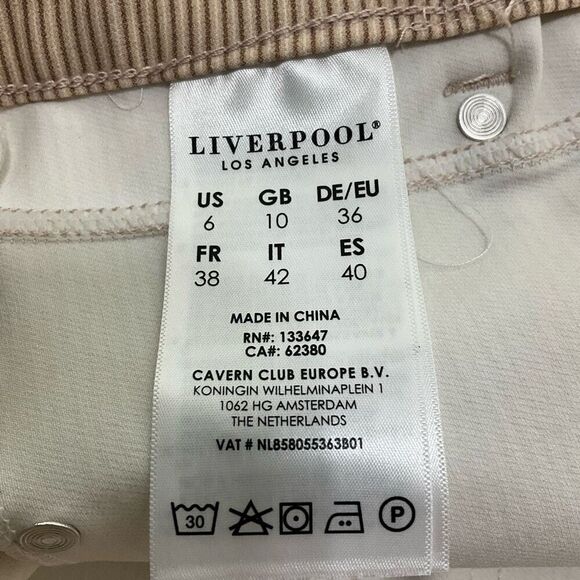 LIVERPOOL®
LOS ANGELES
US GB DE/EU
6 10 36
FR IT ES
38 42 40
MADE IN CHINA
RN#: 133647
CA#: 62380
CAVERN CLUB EUROPE B.V.
KONINGIN WILHELMINAPLEIN 1
1062 HG AMSTERDAM
THE NETHERLANDS
VAT # NL858055363B01
30 P